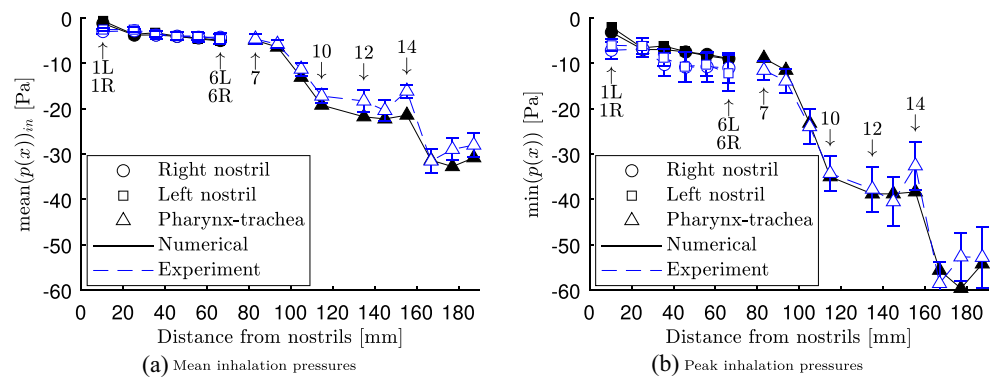 0
-10
-20
-30
-40
-50
-60
mean(p(x))in [Pa]
1L
1R
6L
6R
7
10
12
14
Right nostril
Left nostril
Pharynx-trachea
Numerical
Experiment
0 20 40 60 80 100 120 140 160 180
Distance from nostrils [mm]
(a) Mean inhalation pressures
0
-10
-20
-30
-40
-50
-60
min(p(x)) [Pa]
1L
1R
6L
6R
7
10
12
14
Right nostril
Left nostril
Pharynx-trachea
Numerical
Experiment
0 20 40 60 80 100 120 140 160 180
Distance from nostrils [mm]
(b) Peak inhalation pressures